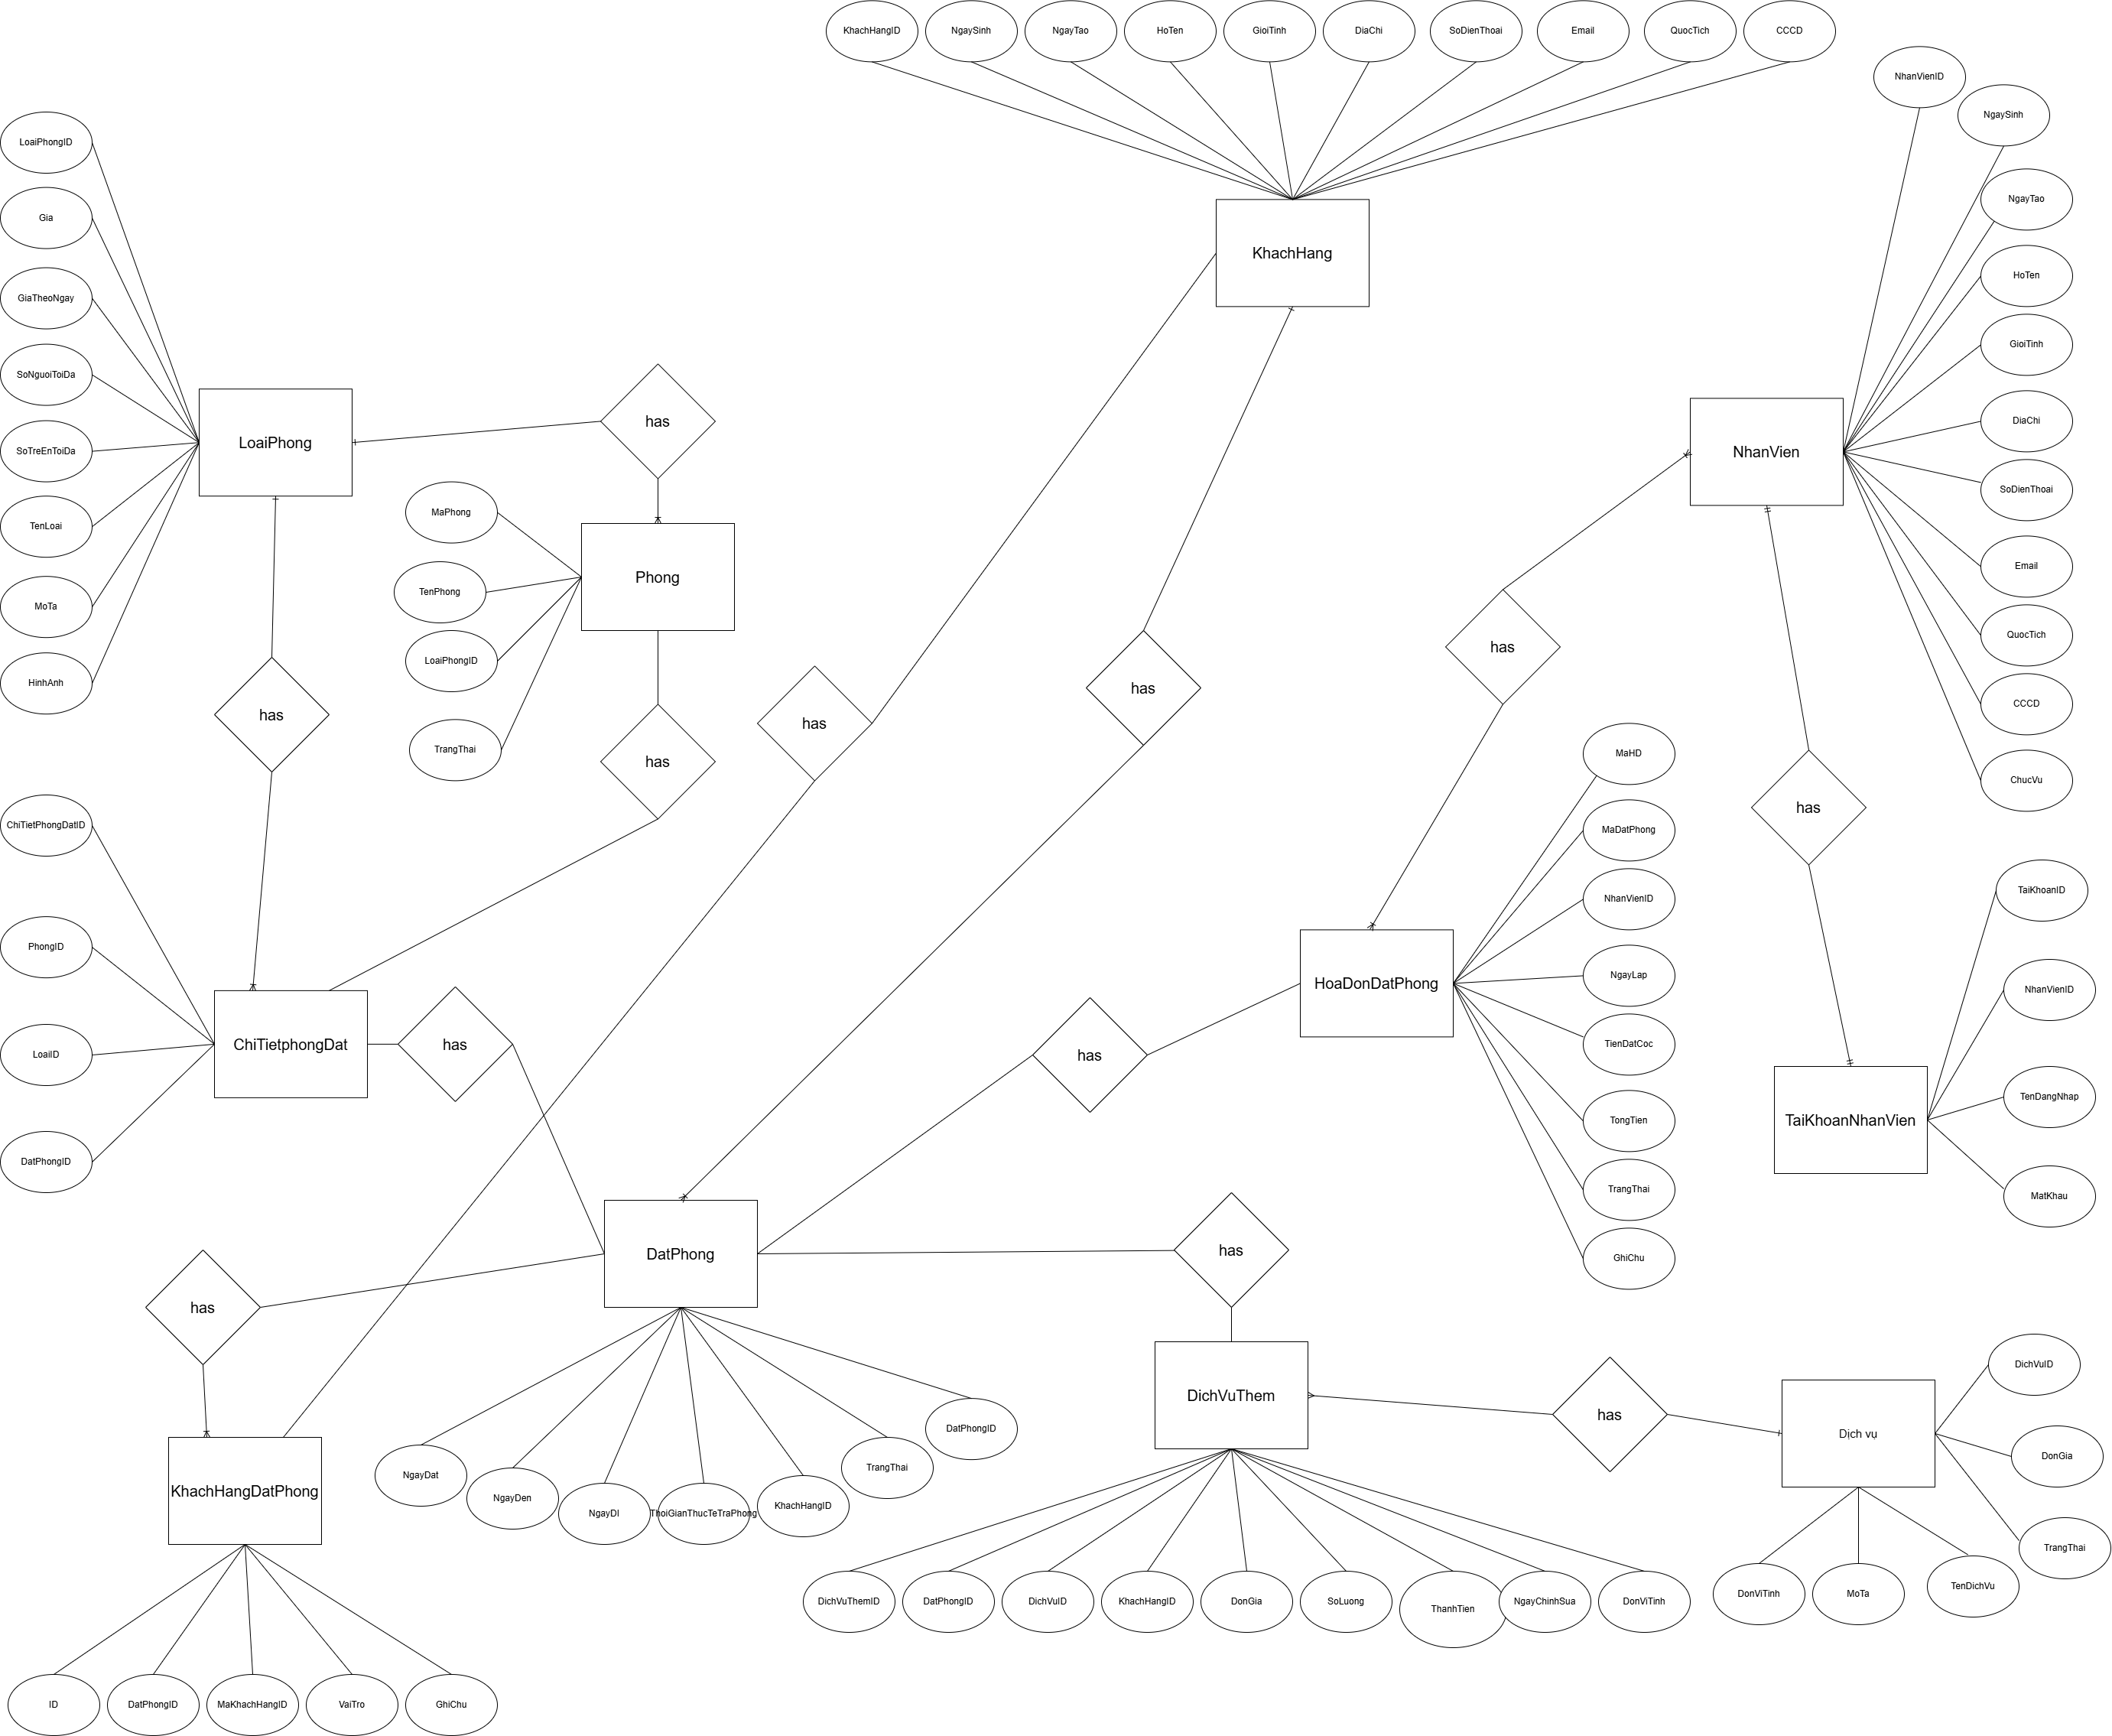 KhachHangID
NgaySinh
NgayTao
HoTen
GioiTinh
DiaChi
SoDienThoai
Email
QuocTich
CCCD
KhachHang
NhanVienID
NgaySinh
NgayTao
HoTen
GioiTinh
DiaChi
SoDienThoai
Email
QuocTich
CCCD
ChucVu
NhanVien
LoaiPhongID
Gia
GiaTheoNgay
SoNguoiToiDa
SoTreEnToiDa
TenLoai
MoTa
HinhAnh
LoaiPhong
has
MaPhong
TenPhong
LoaiPhongID
TrangThai
Phong
has
has
has
has
has
has
MaHD
MaDatPhong
NhanVienID
NgayLap
TienDatCoc
TongTien
TrangThai
GhiChu
HoaDonDatPhong
TaiKhoanID
NhanVienID
TenDangNhap
MatKhau
TaiKhoanNhanVien
ChiTietPhongDatID
PhongID
LoaiID
DatPhongID
ChiTietphongDat
has
has
DatPhong
has
has
NgayDat
NgayDen
NgayDI
ThoiGianThucTeTraPhong
KhachHangID
TrangThai
DatPhongID
KhachHangDatPhong
ID
DatPhongID
MaKhachHangID
VaiTro
GhiChu
DichVuThem
has
DichVuThemID
DatPhongID
DichVuID
KhachHangID
DonGia
SoLuong
ThanhTien
NgayChinhSua
DonViTinh
Dịch vụ
DichVuID
DonGia
TrangThai
TenDichVu
MoTa
DonViTinh